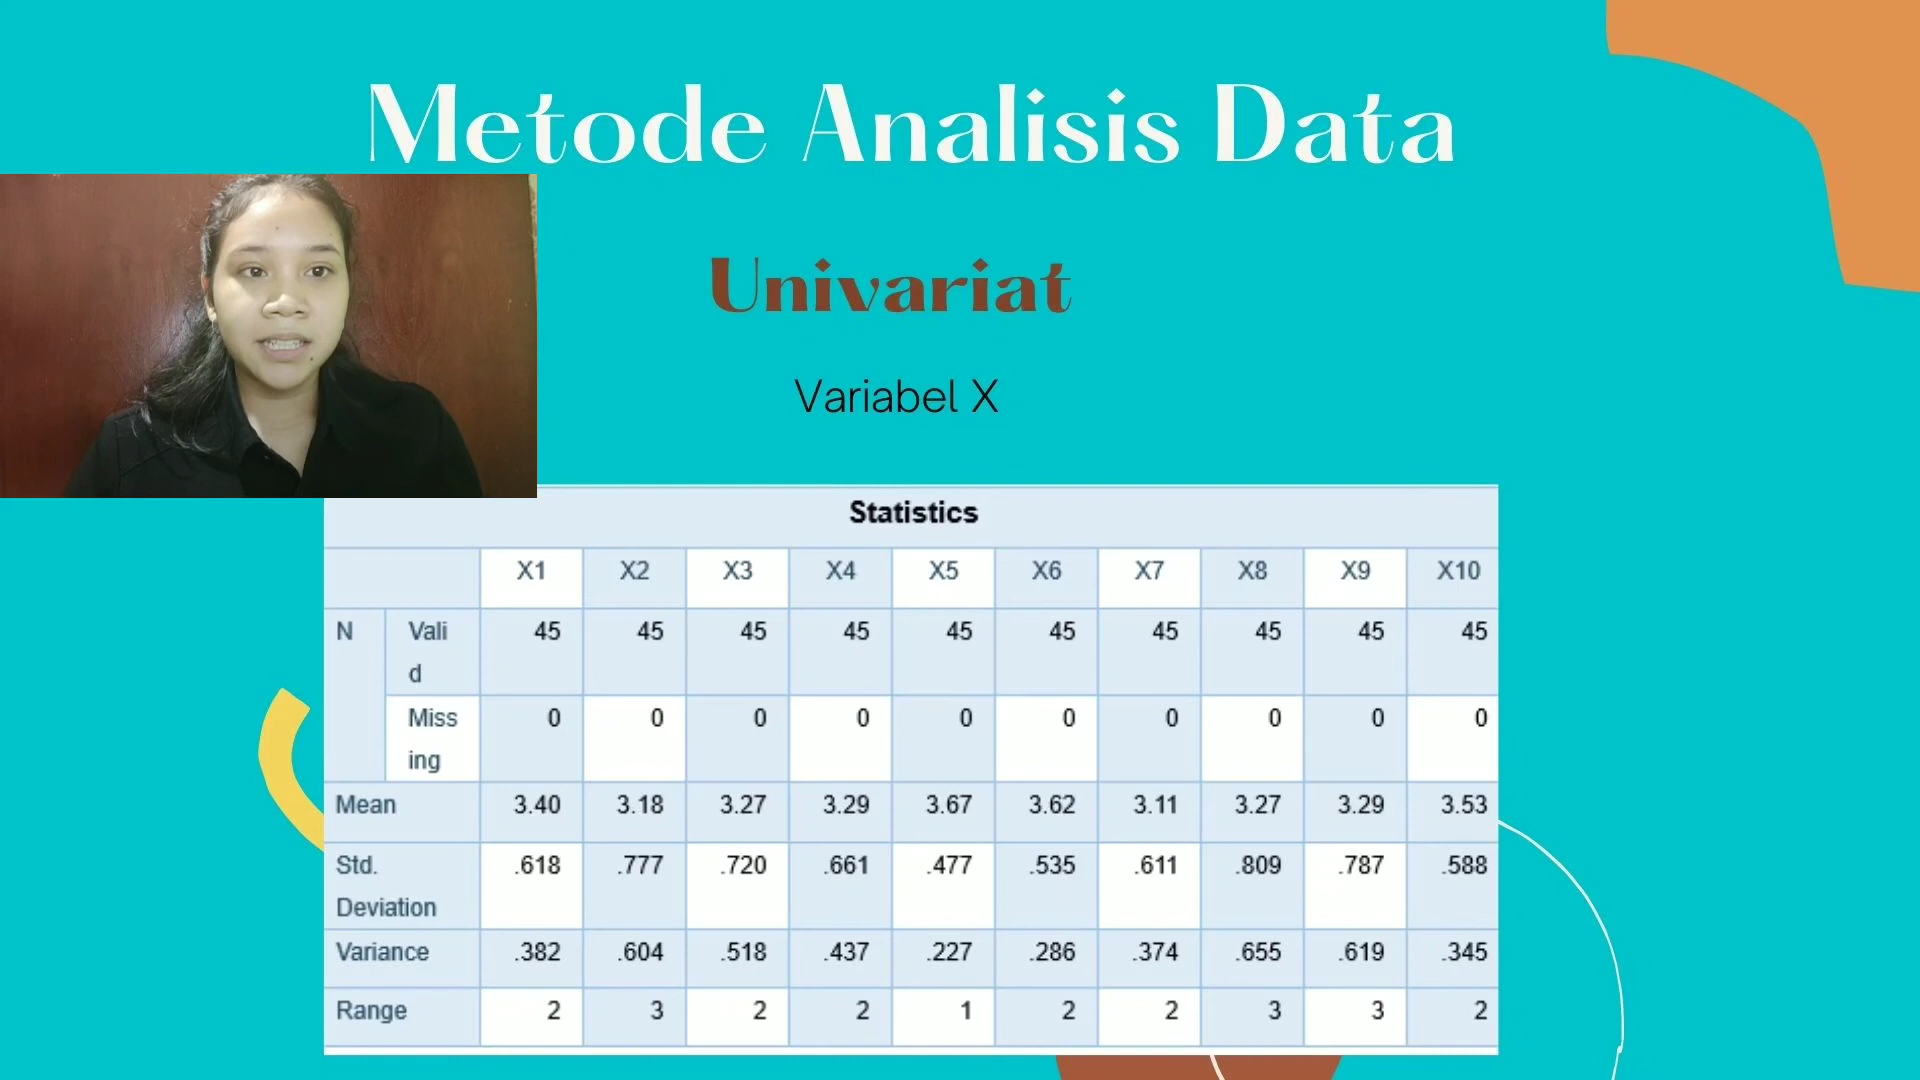 Metode Analisis Data
Univariat
Variabel X
Statistics
X1 X2 X3 X4 X5 X6 X7 X8 X9 X10
N Vali
d 45 45 45 45 45 45 45 45 45 45
Miss
ing 0 0 0 0 0 0 0 0 0 0
Mean 3.40 3.18 3.27 3.29 3.67 3.62 3.11 3.27 3.29 3.53
Std.
Deviation .618 .777 .720 .661 .477 .535 .611 .809 .787 .588
Variance .382 .604 .518 .437 .227 .286 .374 .655 .619 .345
Range 2 3 2 2 1 2 2 3 3 2